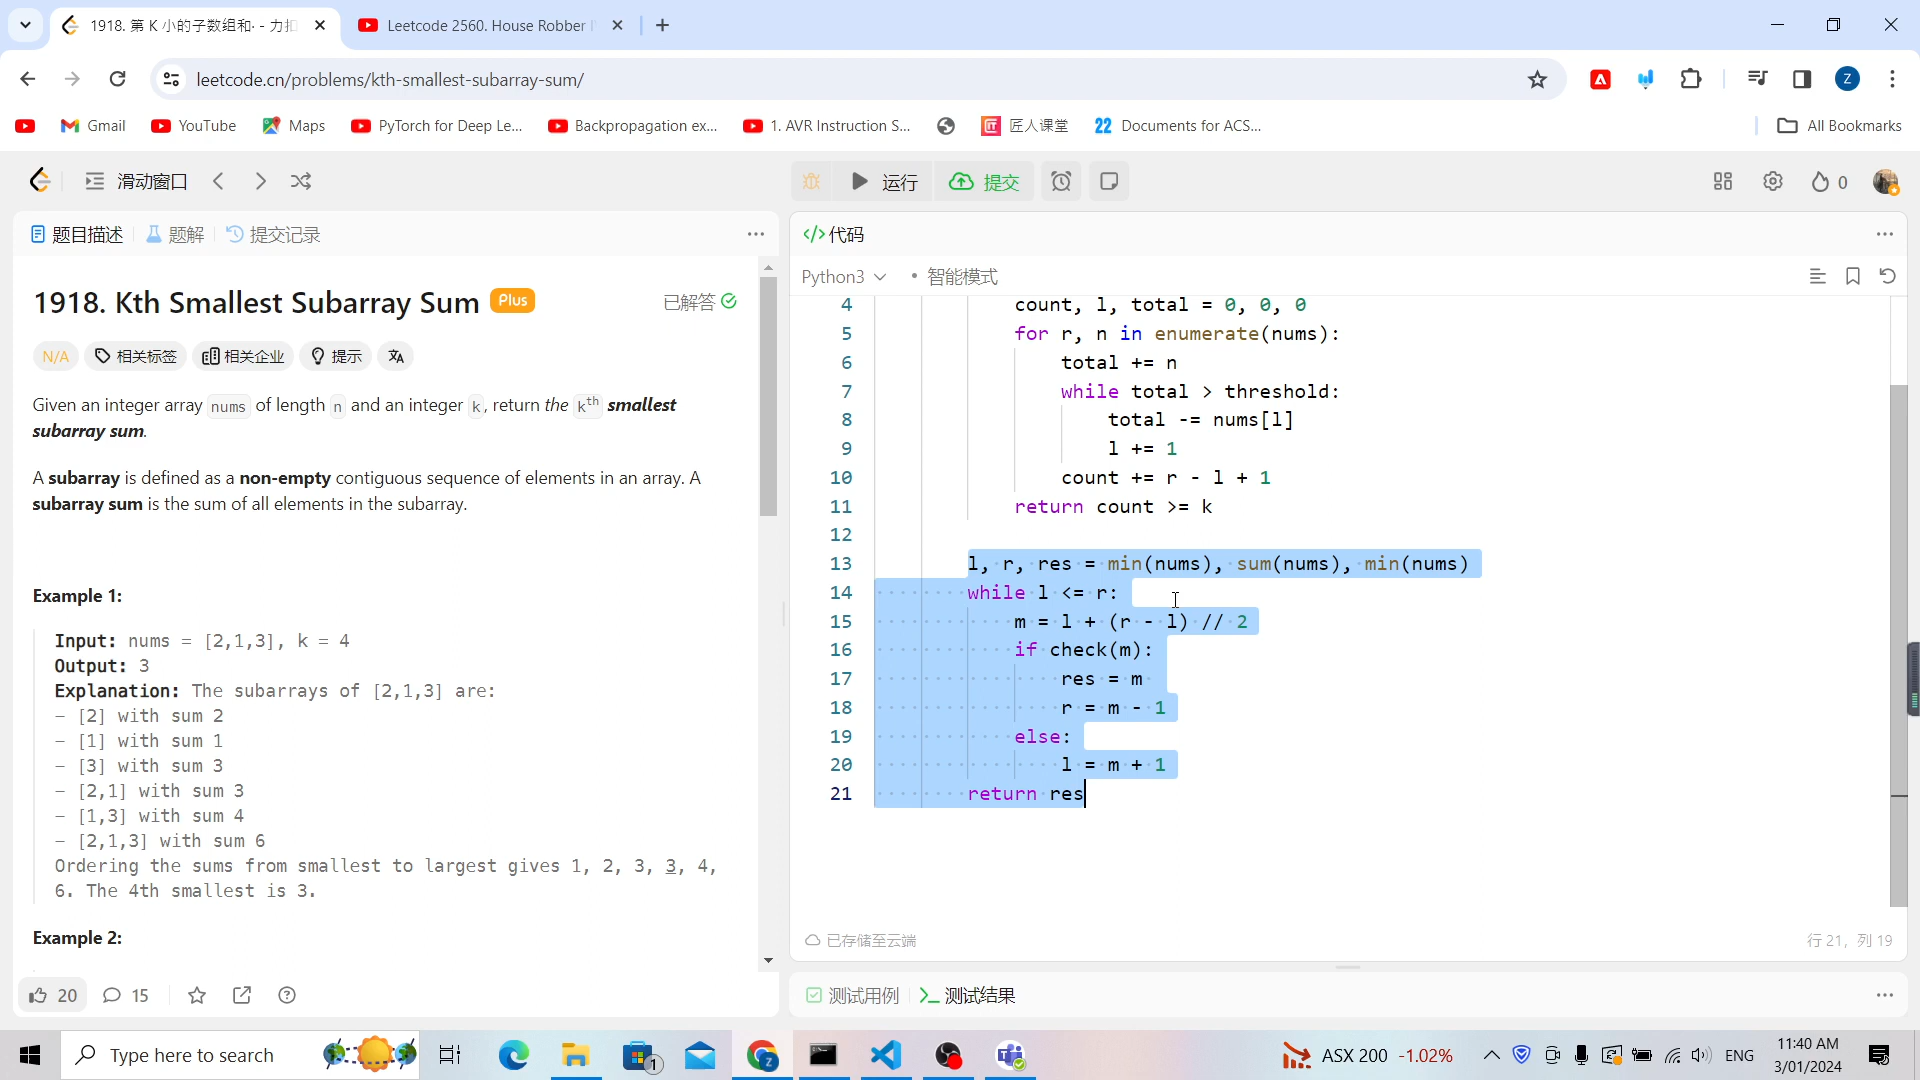 1918. 第 K 小的子数组和 - 力扣
Leetcode 2560. House Robber I
leetcode.cn/problems/kth-smallest-subarray-sum/
Z
Gmail
YouTube
Maps
PyTorch for Deep Le...
Backpropagation ex...
1. AVR Instruction S...
匠人课堂
22 Documents for ACS...
All Bookmarks
滑动窗口
运行
提交
0
题目描述
题解
提交记录
</>代码
Python3
• 智能模式
1918. Kth Smallest Subarray Sum Plus
已解答
N/A
相关标签
相关企业
提示
Given an integer array nums of length n and an integer k, return the kth smallest
subarray sum.
A subarray is defined as a non-empty contiguous sequence of elements in an array. A
subarray sum is the sum of all elements in the subarray.
Example 1:
Input: nums = [2,1,3], k = 4
Output: 3
Explanation: The subarrays of [2,1,3] are:
- [2] with sum 2
- [1] with sum 1
- [3] with sum 3
- [2,1] with sum 3
- [1,3] with sum 4
- [2,1,3] with sum 6
Ordering the sums from smallest to largest gives 1, 2, 3, 3, 4,
6. The 4th smallest is 3.
Example 2:
20
15
4 count, l, total = 0, 0, 0
5 for r, n in enumerate(nums):
6 total += n
7 while total > threshold:
8 total -= nums[l]
9 l += 1
10 count += r - l + 1
11 return count >= k
12
13 l, r, res = min(nums), sum(nums), min(nums)
14 while l <= r:
15 m = l + (r - l) // 2
16 if check(m):
17 res = m
18 r = m - 1
19 else:
20 l = m + 1
21 return res
已存储至云端
行 21, 列 19
测试用例
测试结果
Type here to search
1
ASX 200 -1.02%
ENG
11:40 AM
3/01/2024